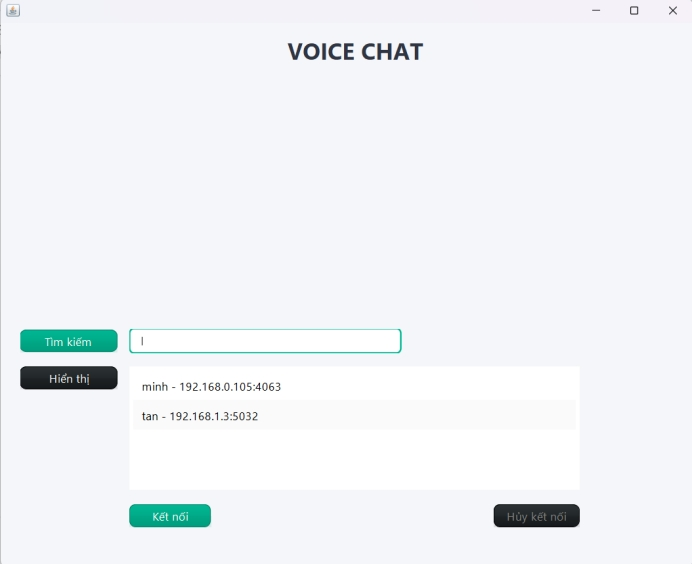 VOICE CHAT
Tìm kiếm
Hiển thị
minh - 192.168.0.105:4063
tan - 192.168.1.3:5032
Kết nối
Hủy kết nối